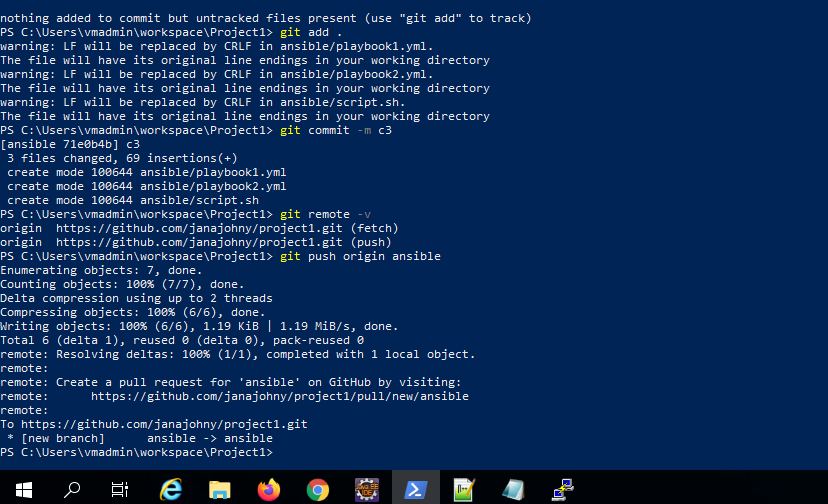 nothing added to commit but untracked files present (use "git add" to track)
PS C:\Users\vmadmin\workspace\Project1> git add .
warning: LF will be replaced by CRLF in ansible/playbook1.yml.
The file will have its original line endings in your working directory
warning: LF will be replaced by CRLF in ansible/playbook2.yml.
The file will have its original line endings in your working directory
warning: LF will be replaced by CRLF in ansible/script.sh.
The file will have its original line endings in your working directory
PS C:\Users\vmadmin\workspace\Project1> git commit -m c3
[ansible 71e0b4b] c3
 3 files changed, 69 insertions(+)
 create mode 100644 ansible/playbook1.yml
 create mode 100644 ansible/playbook2.yml
 create mode 100644 ansible/script.sh
PS C:\Users\vmadmin\workspace\Project1> git remote -v
origin  https://github.com/janajohny/project1.git (fetch)
origin  https://github.com/janajohny/project1.git (push)
PS C:\Users\vmadmin\workspace\Project1> git push origin ansible
Enumerating objects: 7, done.
Counting objects: 100% (7/7), done.
Delta compression using up to 2 threads
Compressing objects: 100% (6/6), done.
Writing objects: 100% (6/6), 1.19 KiB | 1.19 MiB/s, done.
Total 6 (delta 1), reused 0 (delta 0), pack-reused 0
remote: Resolving deltas: 100% (1/1), completed with 1 local object.
remote:
remote: Create a pull request for 'ansible' on GitHub by visiting:
remote:      https://github.com/janajohny/project1/pull/new/ansible
remote:
To https://github.com/janajohny/project1.git
 * [new branch]      ansible -> ansible
PS C:\Users\vmadmin\workspace\Project1>
Java EE
IDE